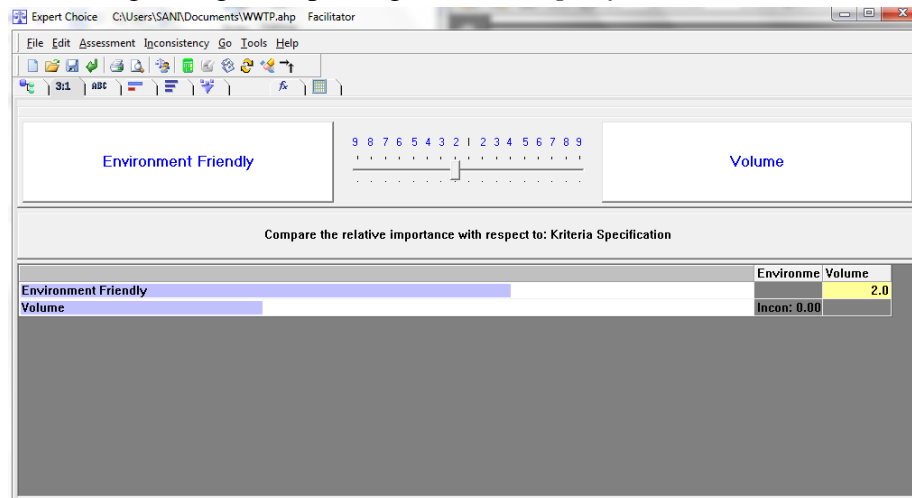 Expert Choice C:\Users\SANI\Documents\WWTP.ahp Facilitator
File Edit Assessment Inconsistency Go Tools Help
3:1 ABC fx
9 8 7 6 5 4 3 2 1 2 3 4 5 6 7 8 9
Environment Friendly Volume
Compare the relative importance with respect to: Kriteria Specification
Environme Volume
Environment Friendly 2.0
Volume Incon: 0.00